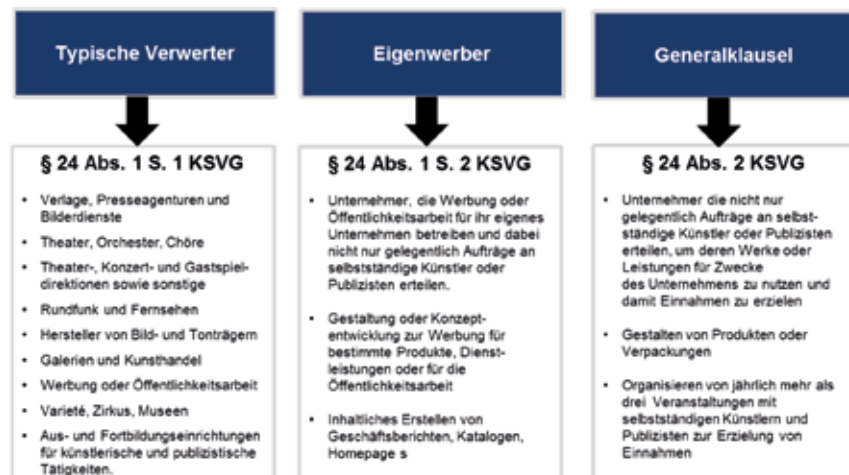 Typische Verwerter
§ 24 Abs. 1 S. 1 KSVG
• Verlage, Presseagenturen und
Bilderdienste
• Theater, Orchester, Chöre
• Theater-, Konzert- und Gastspiel-
direktionen sowie sonstige
• Rundfunk und Fernsehen
• Hersteller von Bild- und Tonträgern
• Galerien und Kunsthandel
• Werbung oder Öffentlichkeitsarbeit
• Varieté, Zirkus, Museen
• Aus- und Fortbildungseinrichtungen
für künstlerische und publizistische
Tätigkeiten.
Eigenwerber
§ 24 Abs. 1 S. 2 KSVG
• Unternehmer, die Werbung oder
Öffentlichkeitsarbeit für ihr eigenes
Unternehmen betreiben und dabei
nicht nur gelegentlich Aufträge an
selbstständige Künstler oder
Publizisten erteilen.
• Gestaltung oder Konzept-
entwicklung zur Werbung für
bestimmte Produkte, Dienst-
leistungen oder für die
Öffentlichkeitsarbeit
• Inhaltliches Erstellen von
Geschäftsberichten, Katalogen,
Homepage s
Generalklausel
§ 24 Abs. 2 KSVG
• Unternehmer die nicht nur
gelegentlich Aufträge an selbst-
ständige Künstler oder Publizisten
erteilen, um deren Werke oder
Leistungen für Zwecke
des Unternehmens zu nutzen und
damit Einnahmen zu erzielen
• Gestalten von Produkten oder
Verpackungen
• Organisieren von jährlich mehr als
drei Veranstaltungen mit
selbstständigen Künstlern und
Publizisten zur Erzielung von
Einnahmen